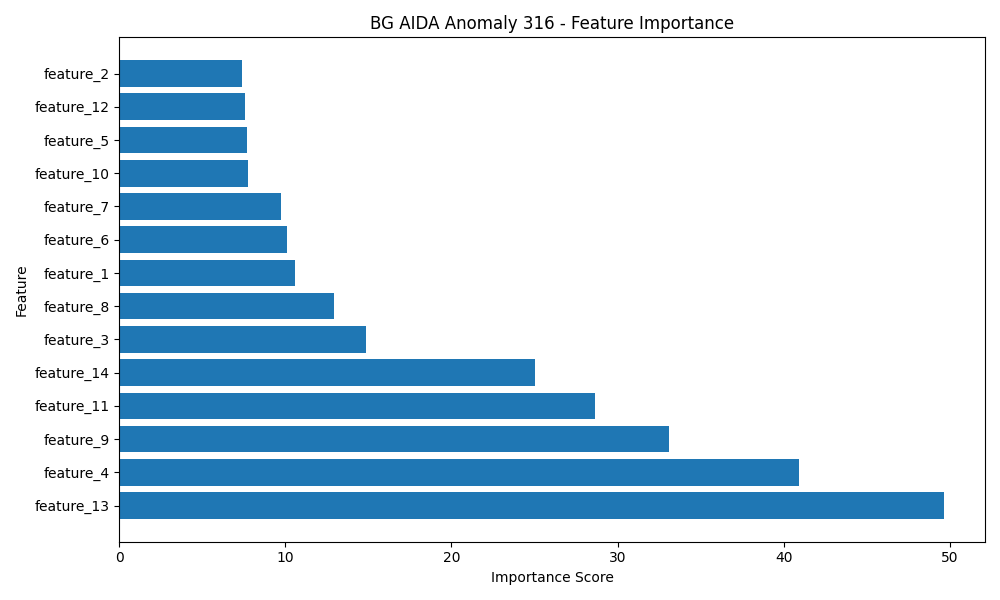 BG AIDA Anomaly 316 - Feature Importance
feature_2
feature_12
feature_5
feature_10
feature_7
feature_6
feature_1
feature_8
feature_3
feature_14
feature_11
feature_9
feature_4
feature_13
Feature
0 10 20 30 40 50
Importance Score